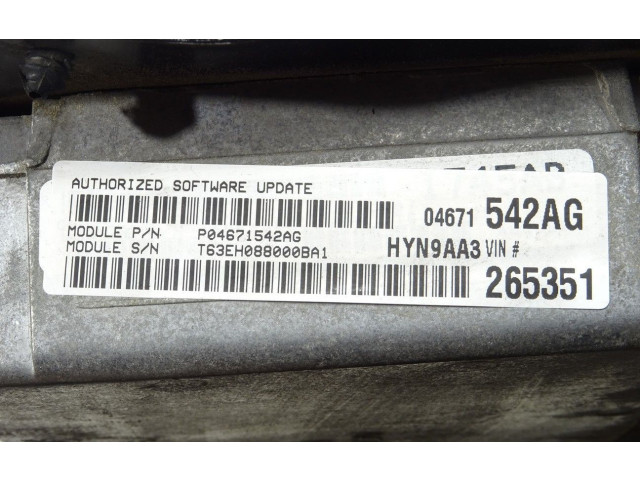 AUTHORIZED SOFTWARE UPDATE
04671 542AG
MODULE P/N P04671542AG
MODULE S/N T63EH088000BA1
HYN9AA3 VIN #
265351